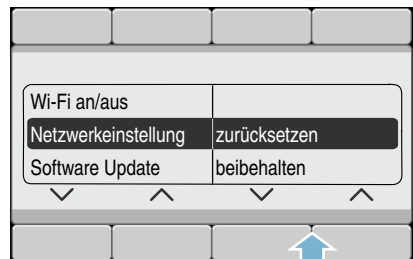 Wi-Fi an/aus
Netzwerkeinstellung zurücksetzen
Software Update beibehalten